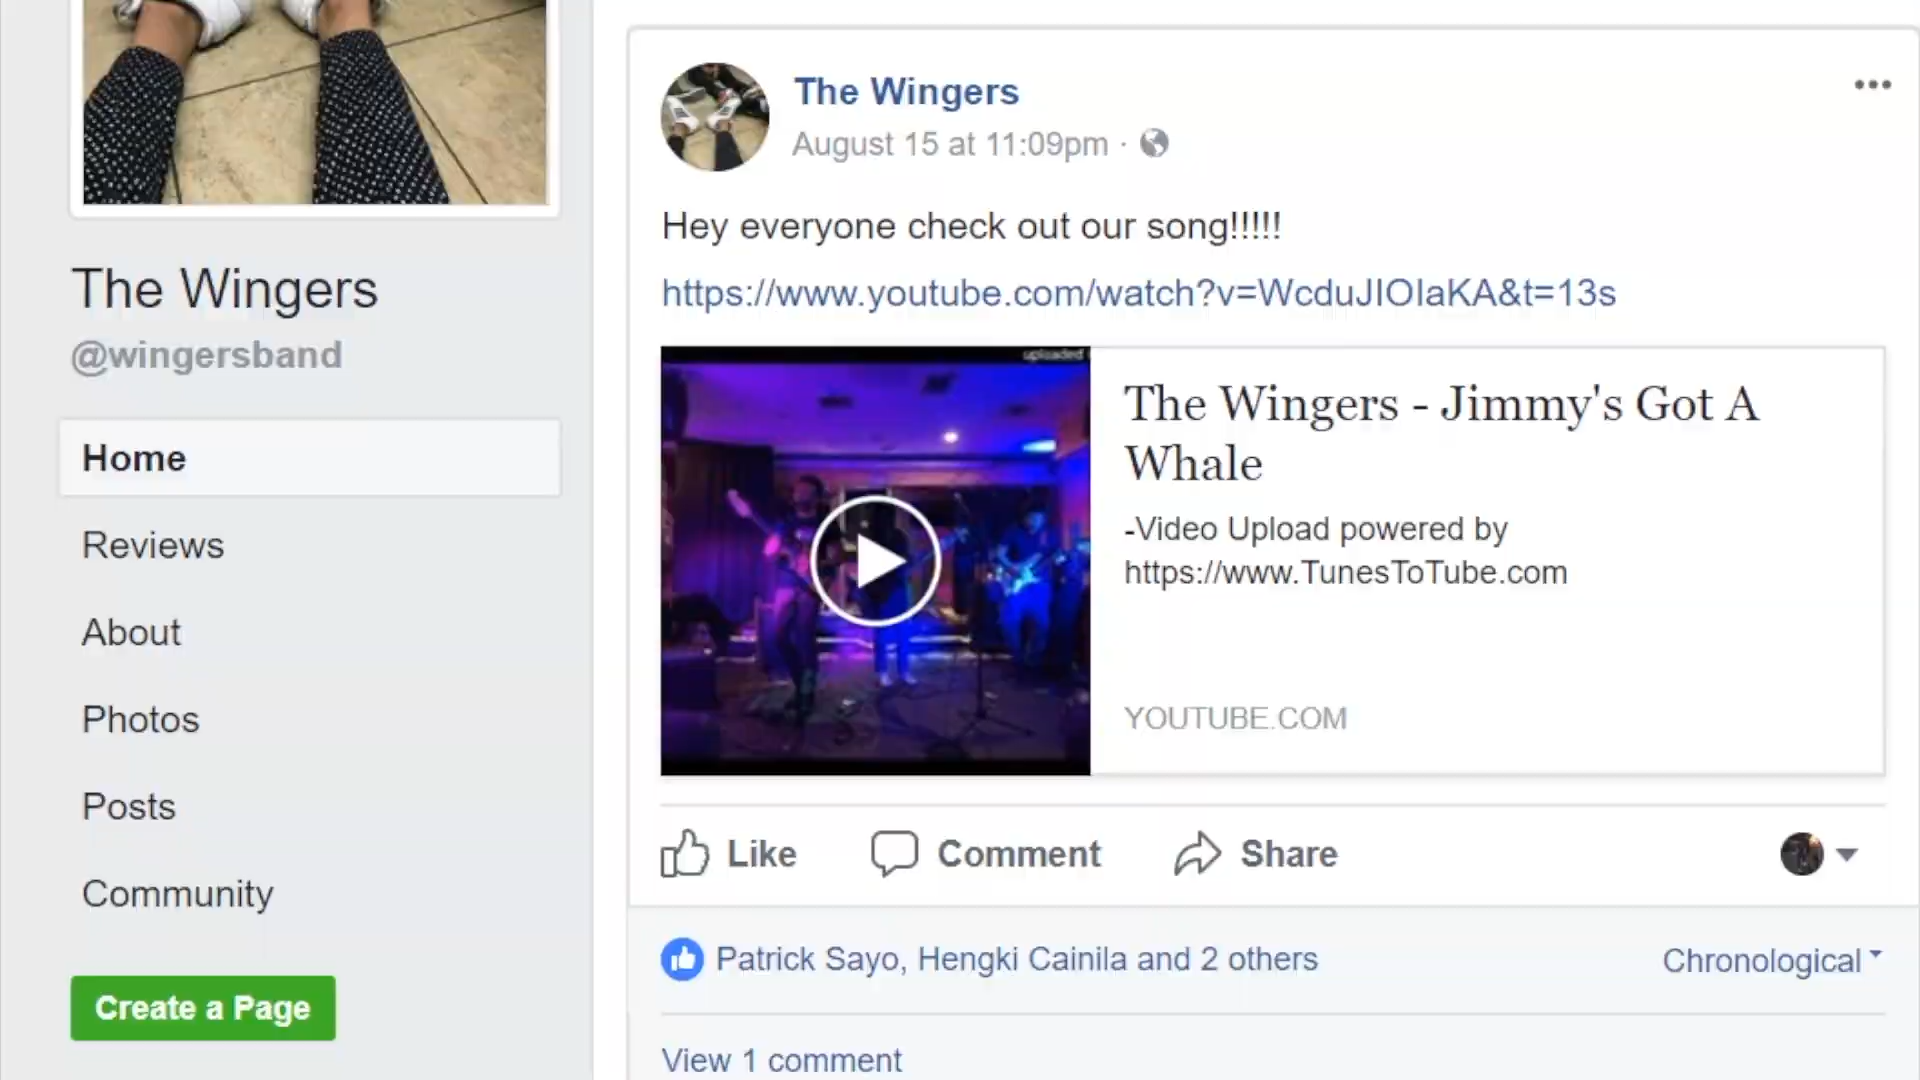 The Wingers
@wingersband
Home
Reviews
About
Photos
Posts
Community
Create a Page
The Wingers
August 15 at 11:09pm ·
Hey everyone check out our song!!!!!
https://www.youtube.com/watch?v=WcduJIOIaKA&t=13s
uploaded
The Wingers - Jimmy's Got A
Whale
-Video Upload powered by
https://www.TunesToTube.com
YOUTUBE.COM
Like Comment Share
Patrick Sayo, Hengki Cainila and 2 others
Chronological
View 1 comment